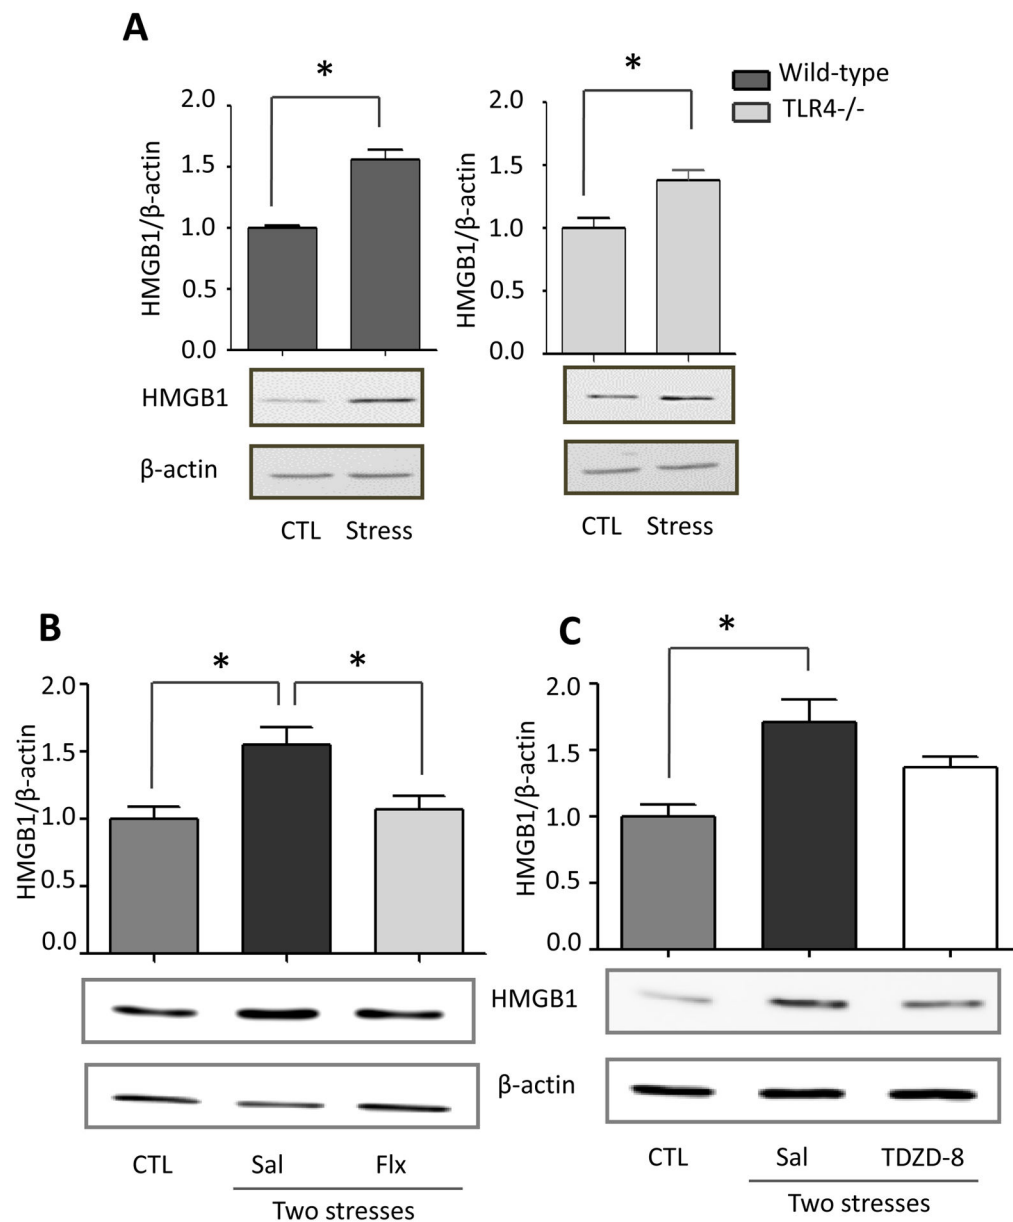 A
*
*
Wild-type
TLR4-/-
HMGB1/β-actin
2.0
1.5
1.0
0.5
0.0
HMGB1/β-actin
2.0
1.5
1.0
0.5
0.0
HMGB1
β-actin
CTL Stress
CTL Stress
B
*
*
HMGB1/β-actin
2.0
1.5
1.0
0.5
0.0
C
*
HMGB1/β-actin
2.0
1.5
1.0
0.5
0.0
HMGB1
β-actin
CTL Sal Flx
Two stresses
CTL Sal TDZD-8
Two stresses